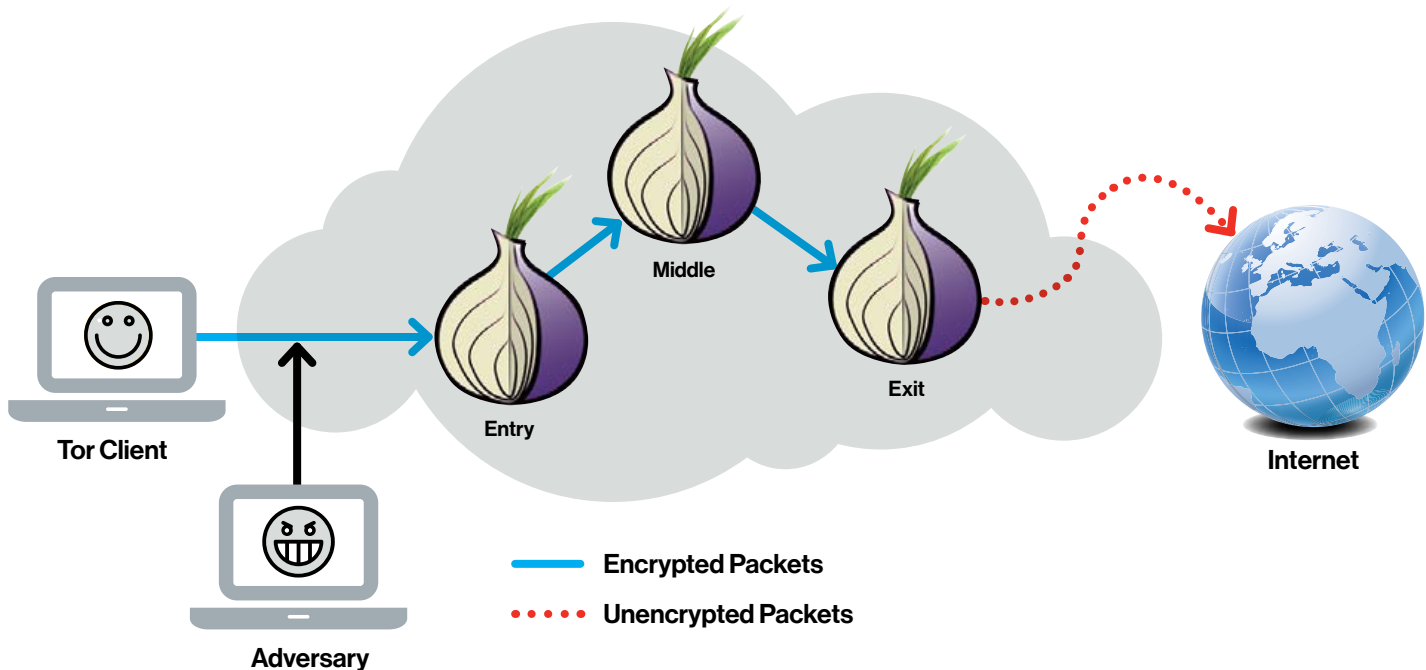 Middle
Exit
Entry
Tor Client
Internet
Adversary
Encrypted Packets
Unencrypted Packets